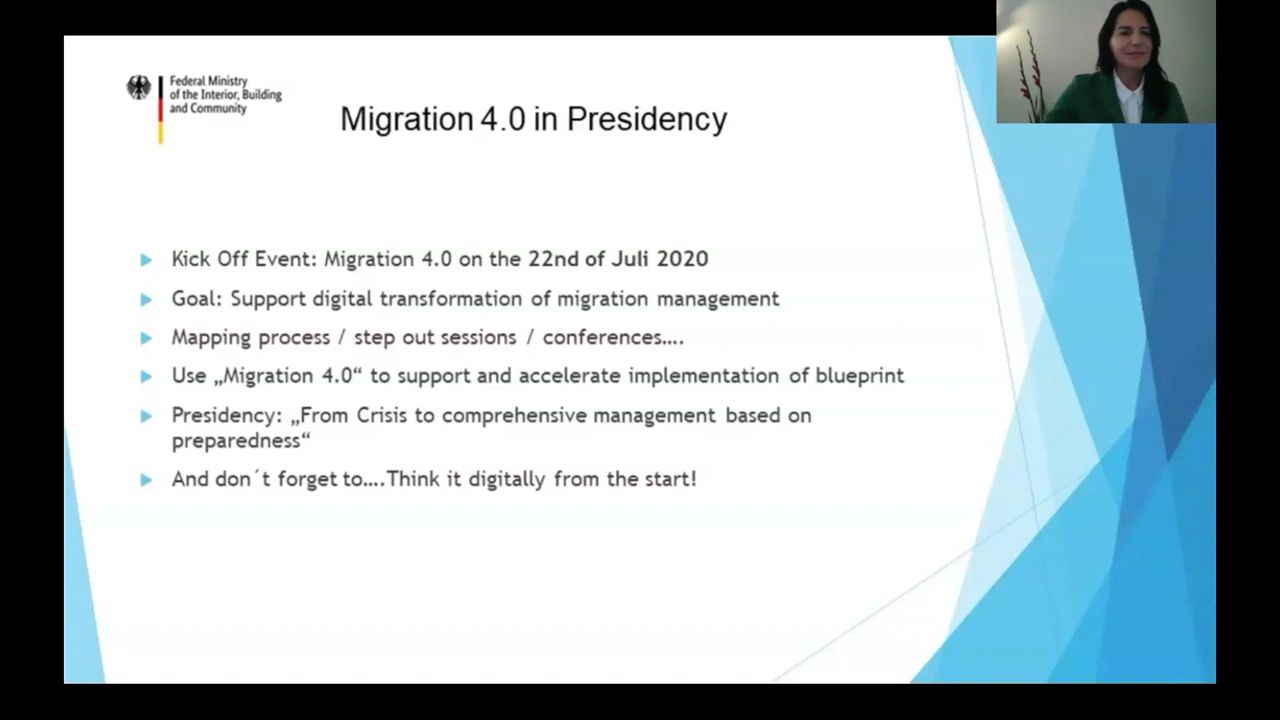 Federal Ministry
of the Interior, Building
and Community
Migration 4.0 in Presidency
Kick Off Event: Migration 4.0 on the 22nd of Juli 2020
Goal: Support digital transformation of migration management
Mapping process / step out sessions / conferences....
Use „Migration 4.0“ to support and accelerate implementation of blueprint
Presidency: „From Crisis to comprehensive management based on
preparedness“
And don´t forget to....Think it digitally from the start!